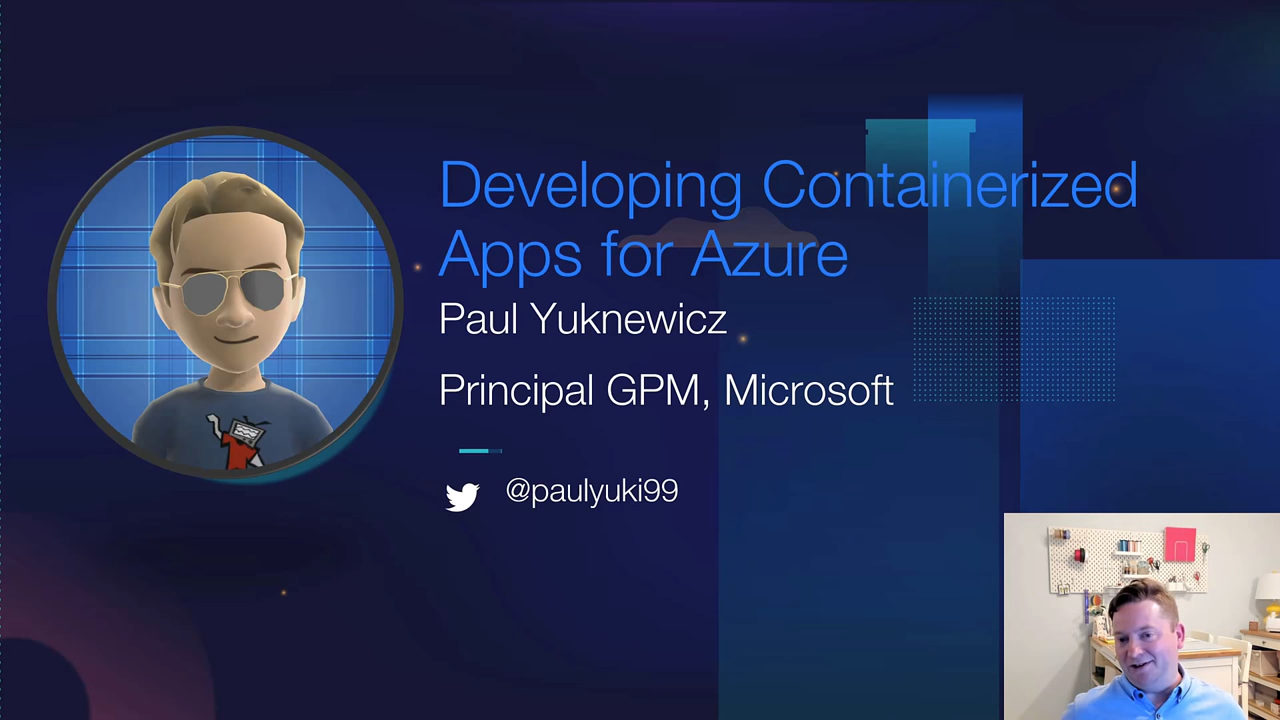 Developing Containerized
Apps for Azure
Paul Yuknewicz
Principal GPM, Microsoft
@paulyuki99